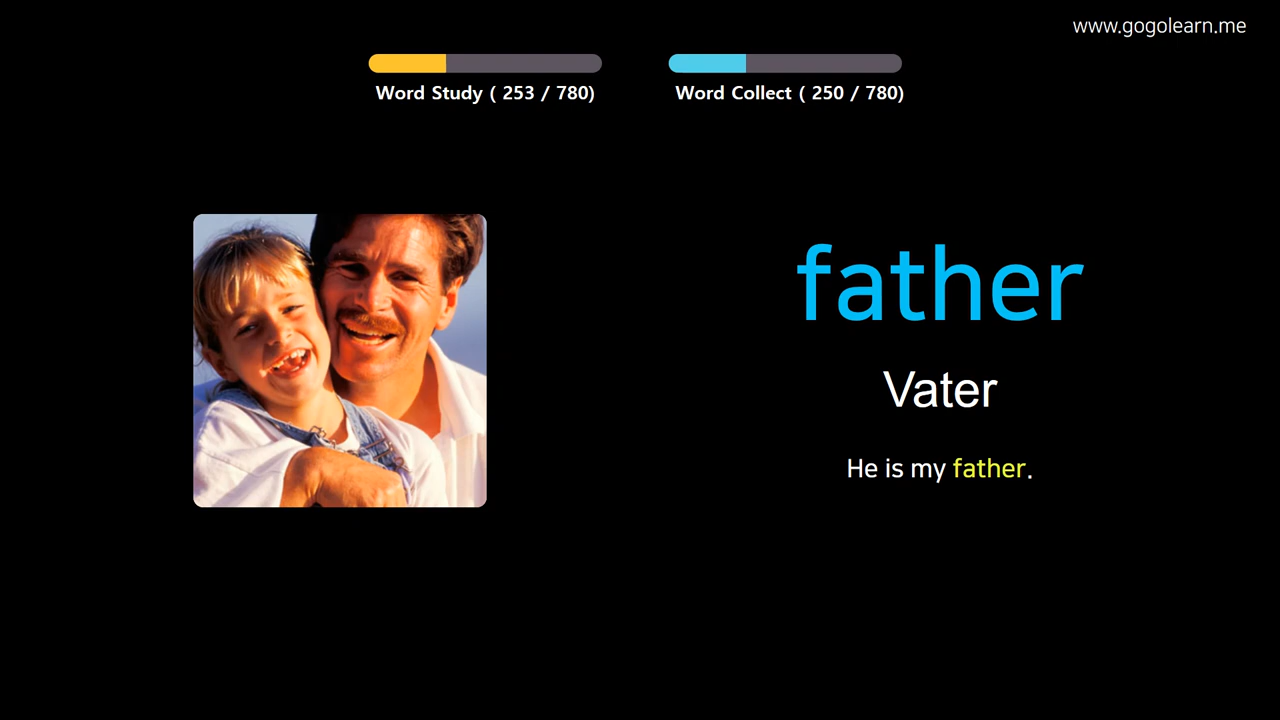 www.gogolearn.me
Word Study ( 253 / 780)
Word Collect ( 250 / 780)
father
Vater
He is my father.